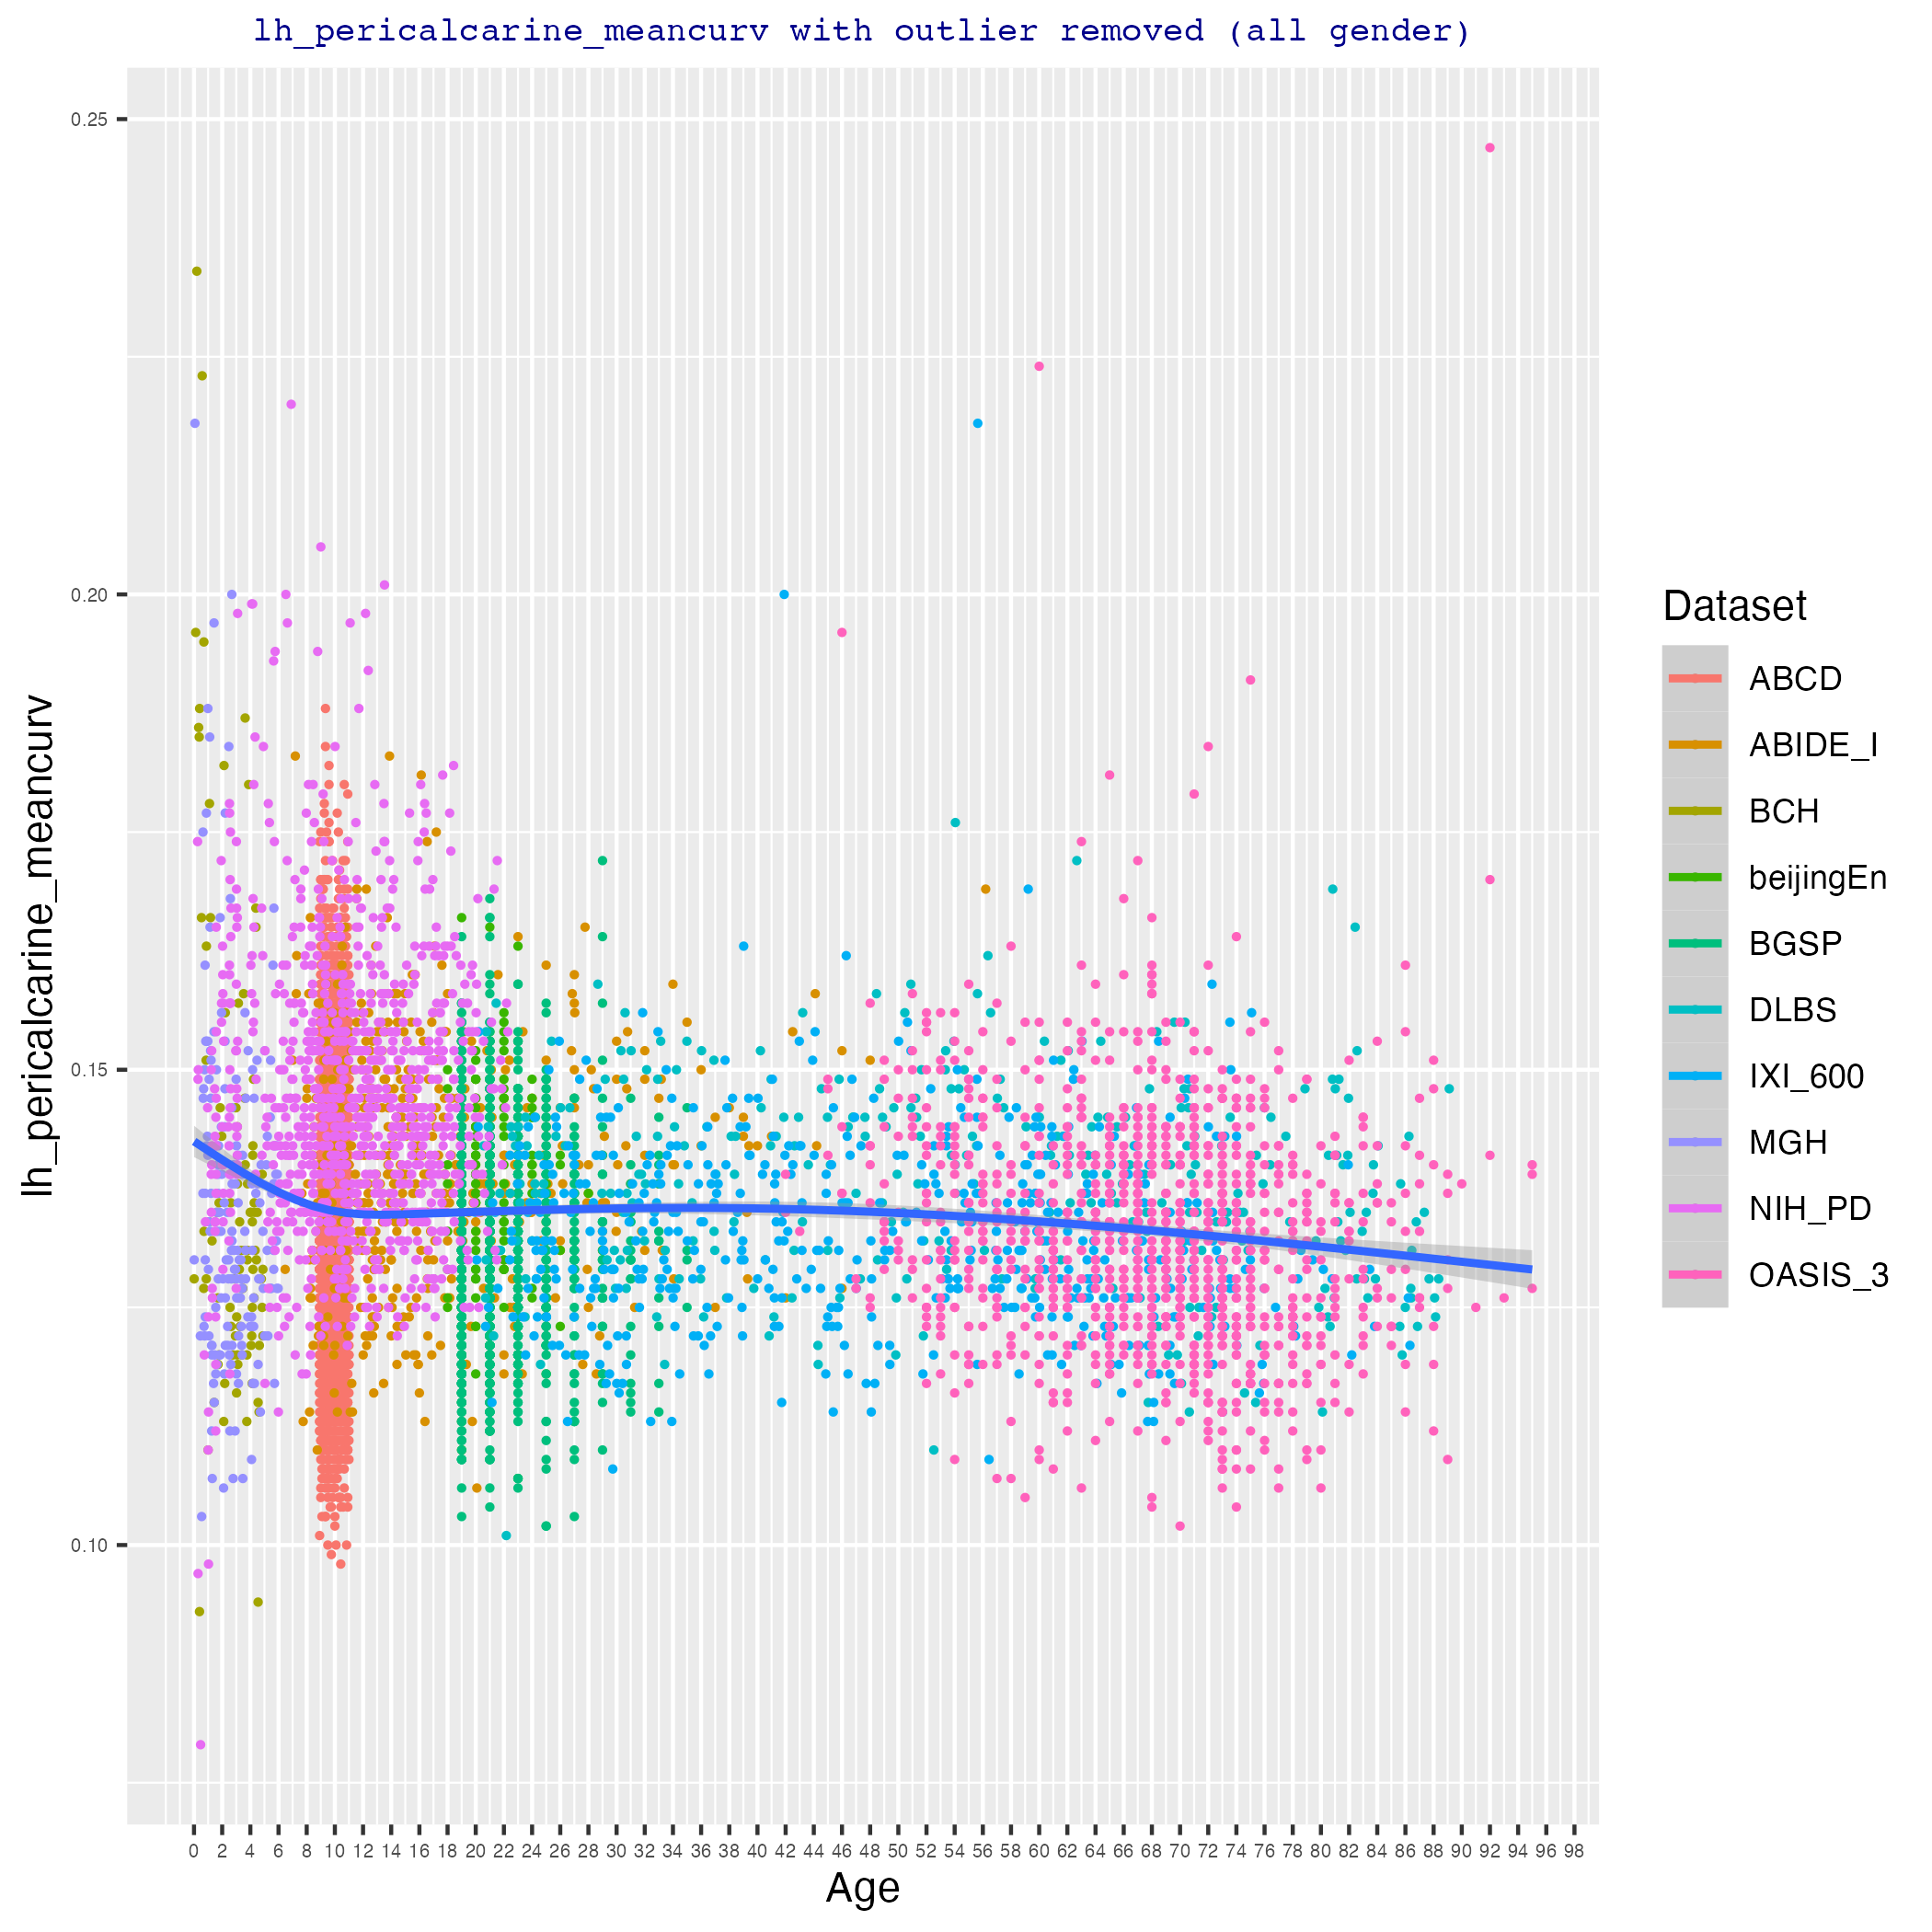 lh_pericalcarine_meancurv with outlier removed (all gender)
lh_pericalcarine_meancurv
0.25
0.20
0.15
0.10
0 2 4 6 8 10 12 14 16 18 20 22 24 26 28 30 32 34 36 38 40 42 44 46 48 50 52 54 56 58 60 62 64 66 68 70 72 74 76 78 80 82 84 86 88 90 92 94 96 98
Age
Dataset
ABCD
ABIDE_I
BCH
beijingEn
BGSP
DLBS
IXI_600
MGH
NIH_PD
OASIS_3